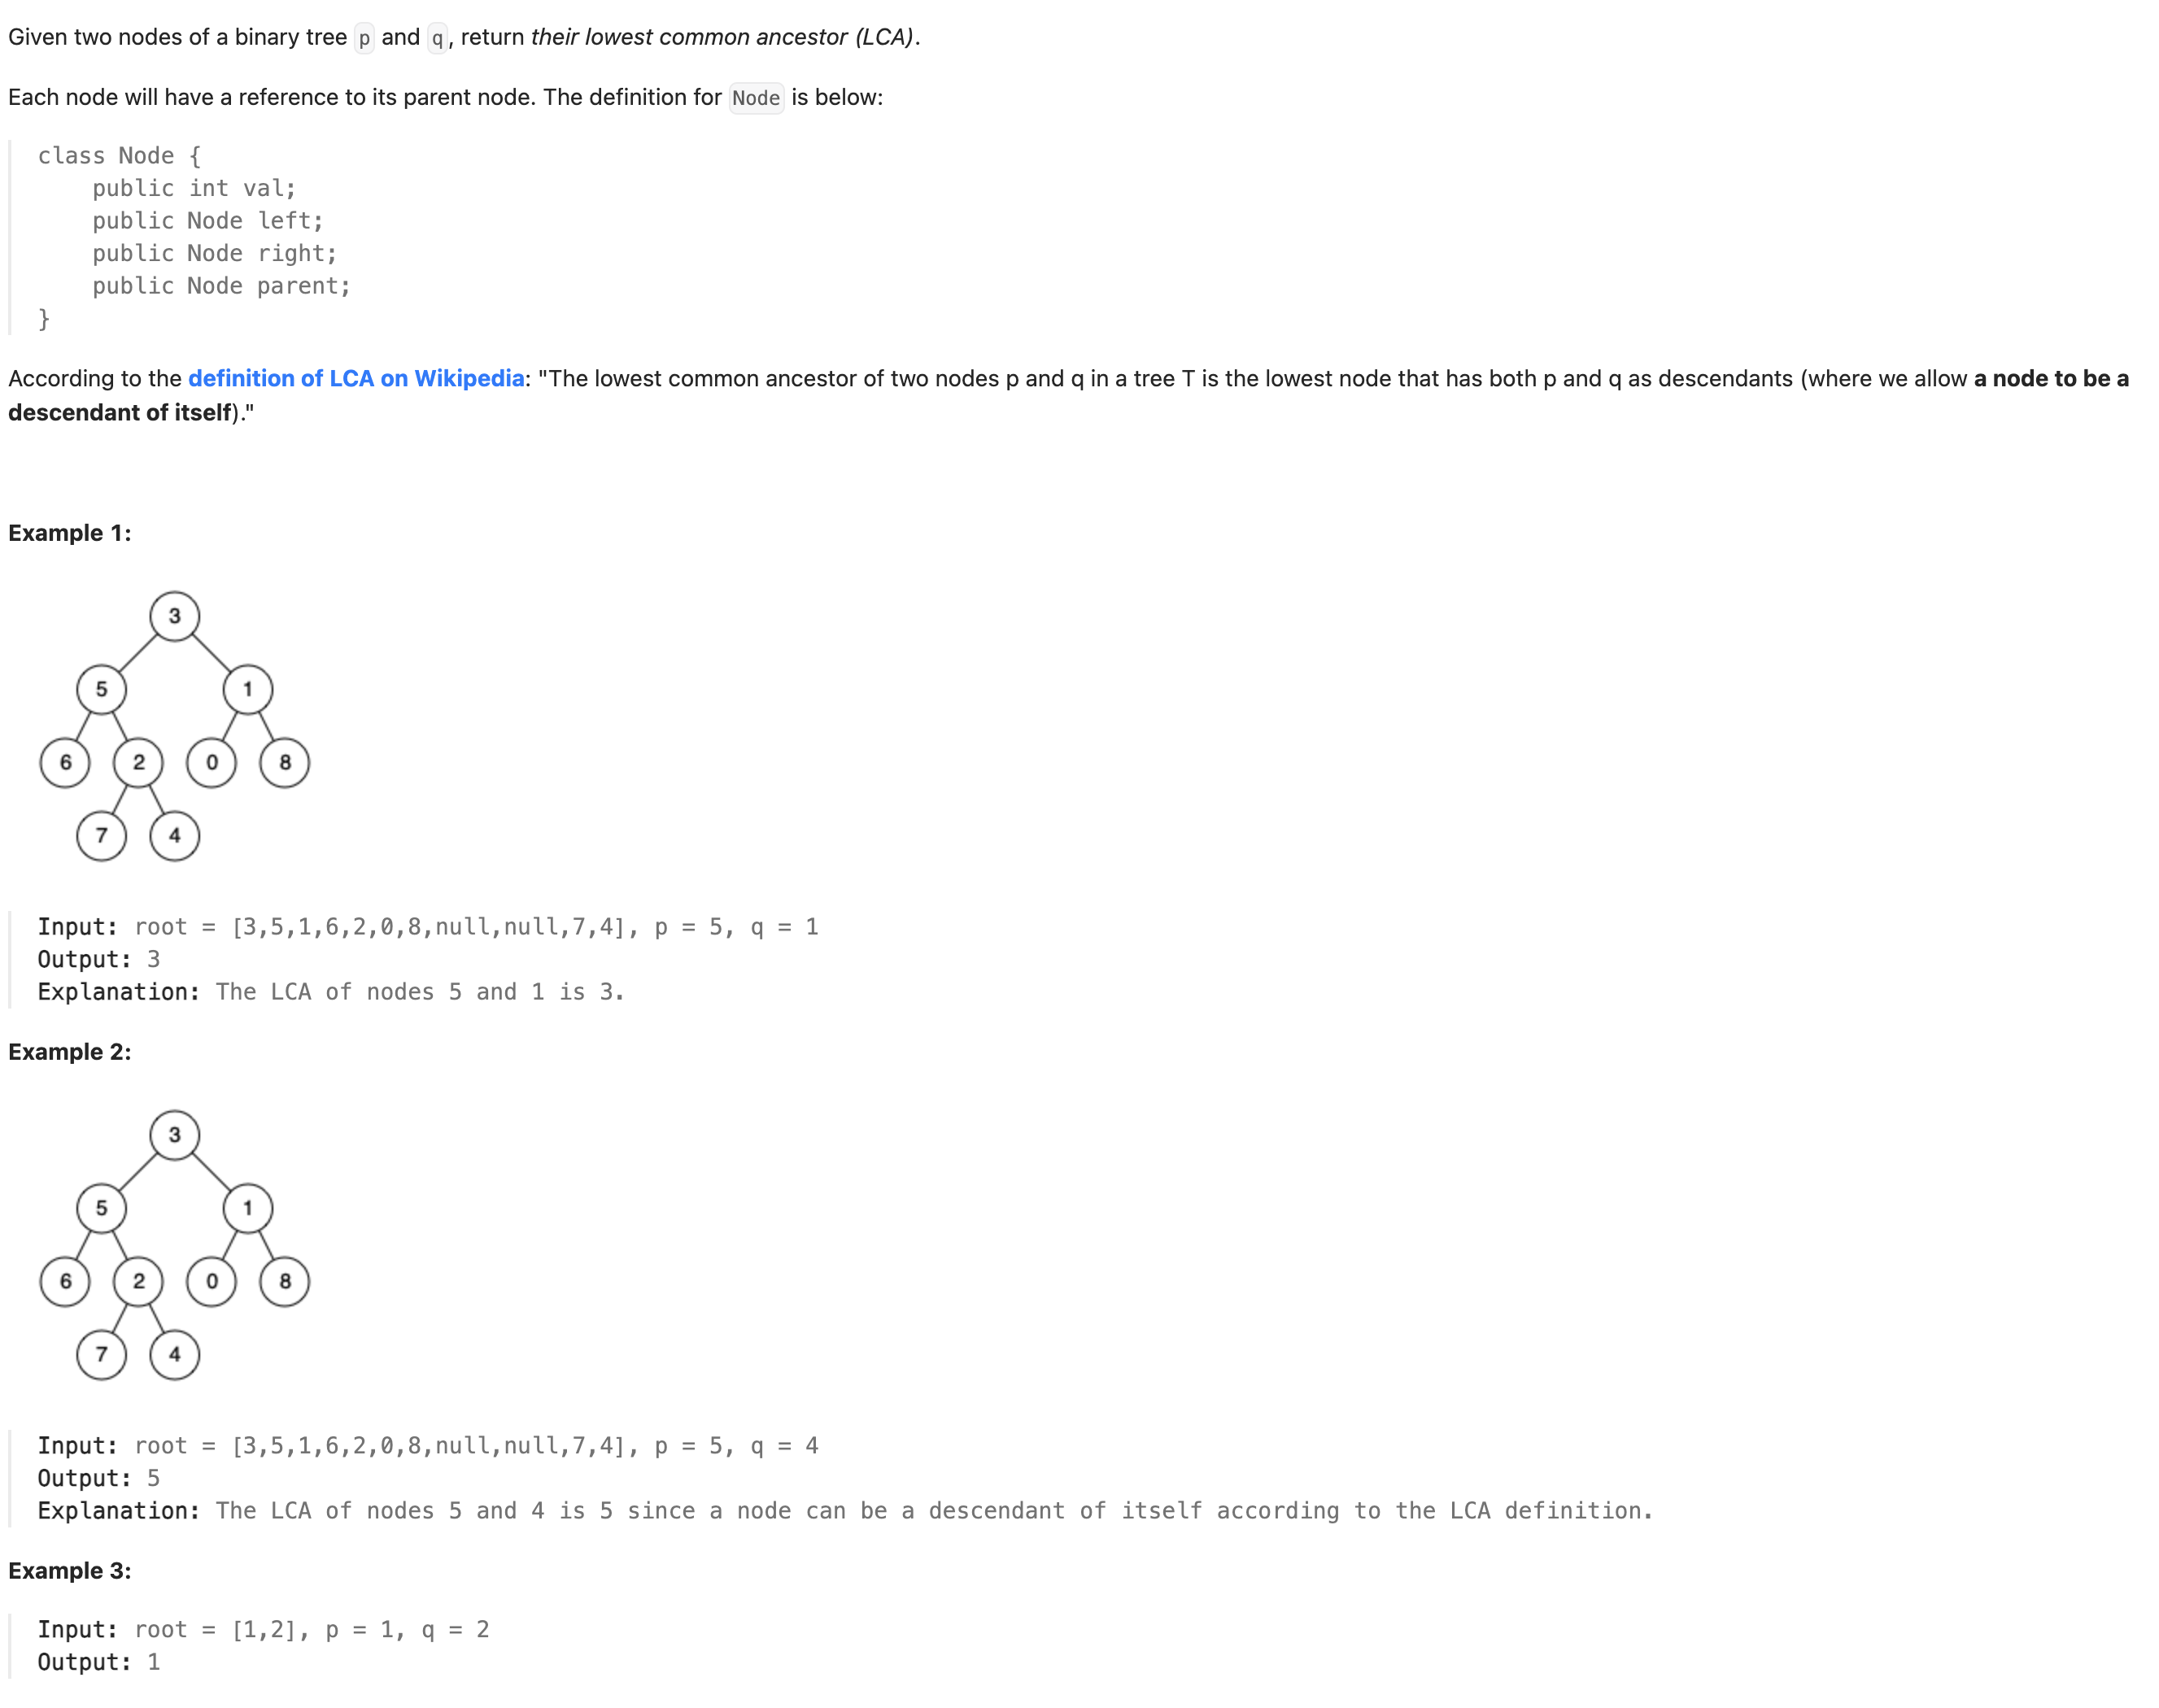 Given two nodes of a binary tree p and q, return their lowest common ancestor (LCA).
Each node will have a reference to its parent node. The definition for Node is below:
class Node {
    public int val;
    public Node left;
    public Node right;
    public Node parent;
}
According to the definition of LCA on Wikipedia: "The lowest common ancestor of two nodes p and q in a tree T is the lowest node that has both p and q as descendants (where we allow a node to be a
descendant of itself)."
Example 1:
3
5 1
6 2 0 8
7 4
Input: root = [3,5,1,6,2,0,8,null,null,7,4], p = 5, q = 1
Output: 3
Explanation: The LCA of nodes 5 and 1 is 3.
Example 2:
3
5 1
6 2 0 8
7 4
Input: root = [3,5,1,6,2,0,8,null,null,7,4], p = 5, q = 4
Output: 5
Explanation: The LCA of nodes 5 and 4 is 5 since a node can be a descendant of itself according to the LCA definition.
Example 3:
Input: root = [1,2], p = 1, q = 2
Output: 1